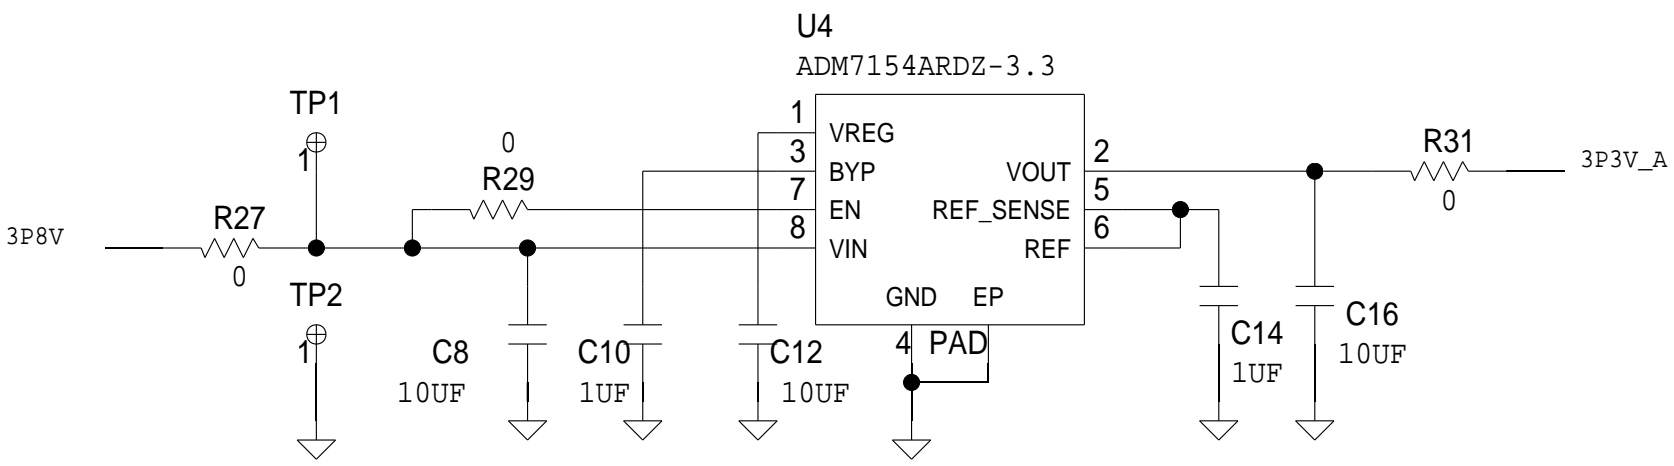 U4
ADM7154ARDZ-3.3
TP1
1
1
VREG
0
3
BYP
2
VOUT
R31
3P3V_A
R29
7
EN
5
REF_SENSE
0
R27
3P8V
8
VIN
6
REF
0
TP2
1
GND
EP
4
PAD
C8
10UF
C10
1UF
C12
10UF
C14
1UF
C16
10UF